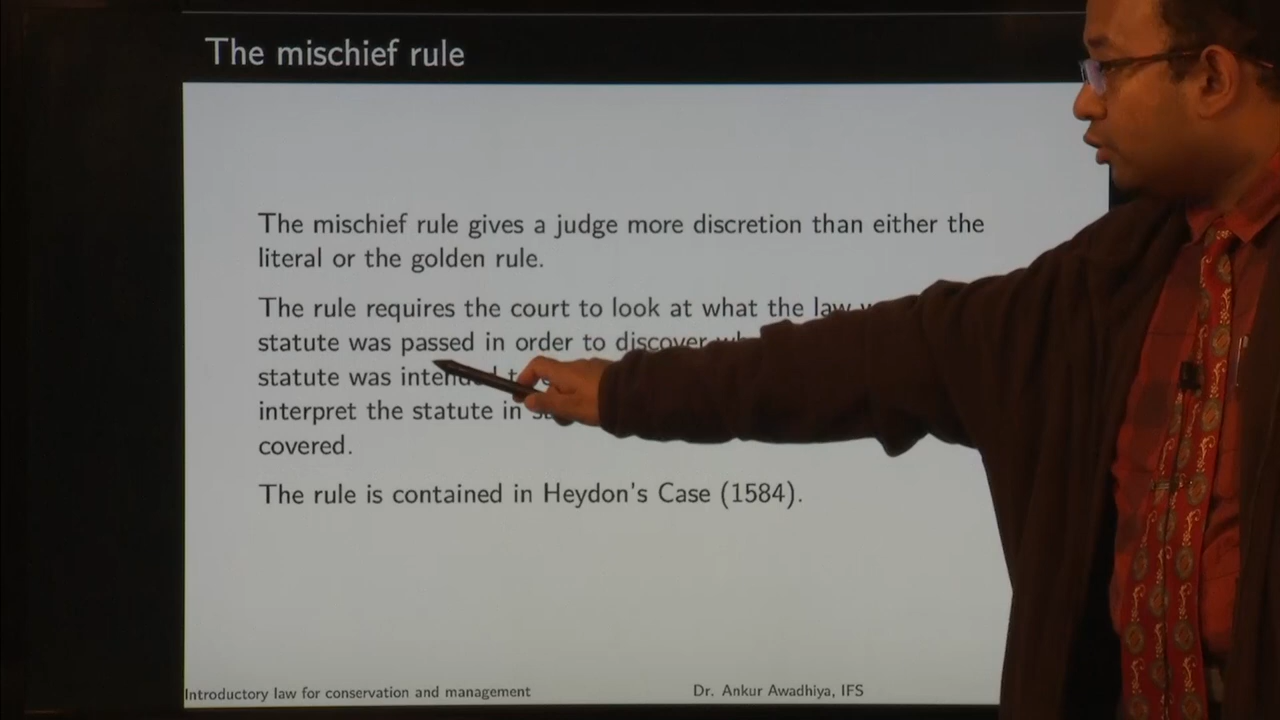 The mischief rule
The mischief rule gives a judge more discretion than either the
literal or the golden rule.
The rule requires the court to look at what the law
statute was passed in order to discover
statute was intended
interpret the statute in
covered.
The rule is contained in Heydon's Case (1584).
Introductory law for conservation and management
Dr. Ankur Awadhiya, IFS